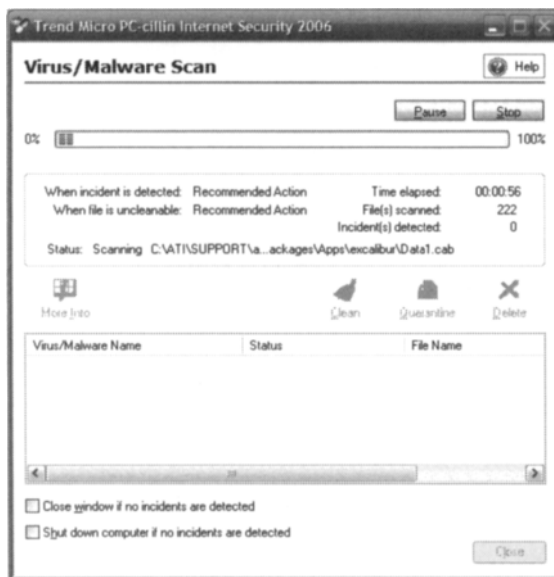 Trend Micro PC-cillin Internet Security 2006
Virus/Malware Scan
Help
Pause Stop
0% 100%
When incident is detected: Recommended Action Time elapsed: 00:00:56
When file is uncleanable: Recommended Action File(s) scanned: 222
Incident(s) detected: 0
Status: Scanning C:\ATI\SUPPORT\a...ackages\Apps\excalibur\Data1.cab
More Info Clean Quarantine Delete
Virus/Malware Name Status File Name
Close window if no incidents are detected
Shut down computer if no incidents are detected
Close